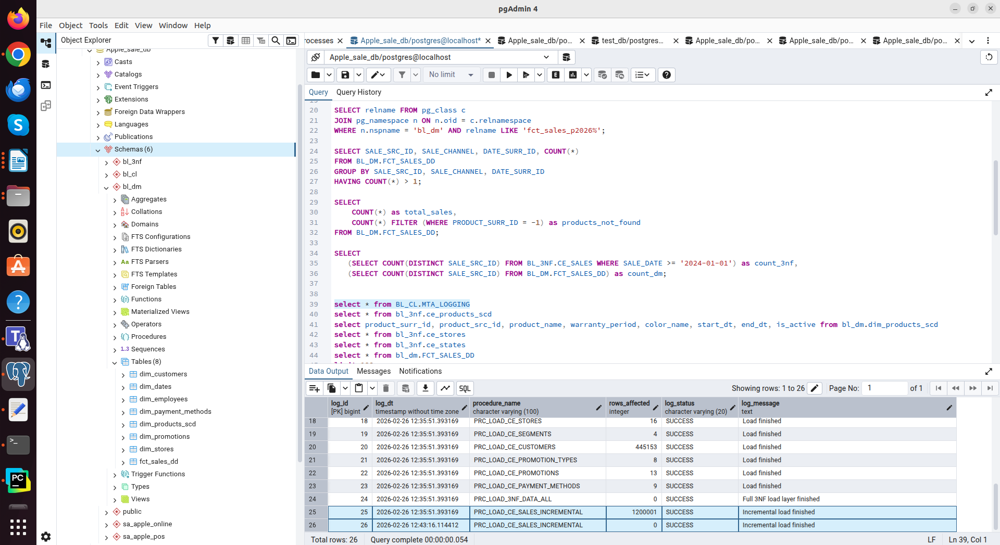 pgAdmin 4
File Object Tools Edit View Window Help
Object Explorer
rocesses
Apple_sale_db/postgres@localhost*
Apple_sale_db/po...
test_db/postgres...
Apple_sale_db/po...
Apple_sale_db/po...
Apple_sale_db/po...
Apple_sale_db/postgres@localhost
No limit
Query Query History
Apple_sale_db
Casts
Catalogs
Event Triggers
Extensions
Foreign Data Wrappers
Languages
Publications
Schemas (6)
bl_3nf
bl_cl
bl_dm
Aggregates
Collations
Domains
FTS Configurations
FTS Dictionaries
FTS Parsers
FTS Templates
Foreign Tables
Functions
Materialized Views
Operators
Procedures
1..3 Sequences
Tables (8)
dim_customers
dim_dates
dim_employees
dim_payment_methods
dim_products_scd
dim_promotions
dim_stores
fct_sales_dd
Trigger Functions
Types
Views
public
sa_apple_online
sa_apple_pos
20 SELECT relname FROM pg_class c
21 JOIN pg_namespace n ON n.oid = c.relnamespace
22 WHERE n.nspname = 'bl_dm' AND relname LIKE 'fct_sales_p2026%';
23
24 SELECT SALE_SRC_ID, SALE_CHANNEL, DATE_SURR_ID, COUNT(*)
25 FROM BL_DM.FCT_SALES_DD
26 GROUP BY SALE_SRC_ID, SALE_CHANNEL, DATE_SURR_ID
27 HAVING COUNT(*) > 1;
28
29 SELECT
30 COUNT(*) as total_sales,
31 COUNT(*) FILTER (WHERE PRODUCT_SURR_ID = -1) as products_not_found
32 FROM BL_DM.FCT_SALES_DD;
33
34 SELECT
35 (SELECT COUNT(DISTINCT SALE_SRC_ID) FROM BL_3NF.CE_SALES WHERE SALE_DATE >= '2024-01-01') as count_3nf,
36 (SELECT COUNT(DISTINCT SALE_SRC_ID) FROM BL_DM.FCT_SALES_DD) as count_dm;
37
38
39 select * from BL_CL.MTA_LOGGING
40 select * from bl_3nf.ce_products_scd
41 select product_surr_id, product_src_id, product_name, warranty_period, color_name, start_dt, end_dt, is_active from bl_dm.dim_products_scd
42 select * from bl_3nf.ce_stores
43 select * from bl_3nf.ce_states
44 select * from bl_dm.FCT_SALES_DD
Data Output Messages Notifications
SQL
Showing rows: 1 to 26
Page No: 1 of 1
log_id [PK] bigint
log_dt timestamp without time zone
procedure_name character varying (100)
rows_affected integer
log_status character varying (20)
log_message text
18 18 2026-02-26 12:35:51.393169 PRC_LOAD_CE_STORES 16 SUCCESS Load finished
19 19 2026-02-26 12:35:51.393169 PRC_LOAD_CE_SEGMENTS 4 SUCCESS Load finished
20 20 2026-02-26 12:35:51.393169 PRC_LOAD_CE_CUSTOMERS 445153 SUCCESS Load finished
21 21 2026-02-26 12:35:51.393169 PRC_LOAD_CE_PROMOTION_TYPES 8 SUCCESS Load finished
22 22 2026-02-26 12:35:51.393169 PRC_LOAD_CE_PROMOTIONS 13 SUCCESS Load finished
23 23 2026-02-26 12:35:51.393169 PRC_LOAD_CE_PAYMENT_METHODS 9 SUCCESS Load finished
24 24 2026-02-26 12:35:51.393169 PRC_LOAD_3NF_DATA_ALL 0 SUCCESS Full 3NF load layer finished
25 25 2026-02-26 12:35:51.393169 PRC_LOAD_CE_SALES_INCREMENTAL 1200001 SUCCESS Incremental load finished
26 26 2026-02-26 12:43:16.114412 PRC_LOAD_CE_SALES_INCREMENTAL 0 SUCCESS Incremental load finished
Total rows: 26 Query complete 00:00:00.054 LF Ln 39, Col 1